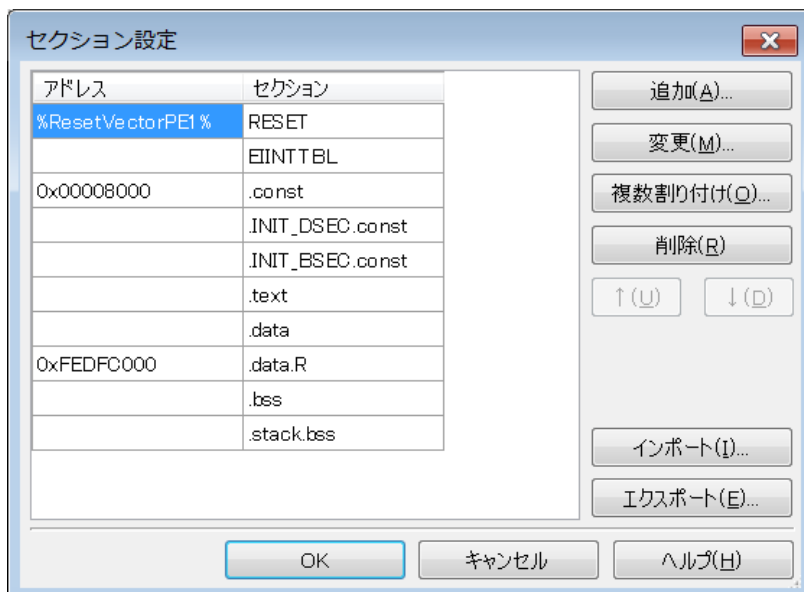 セクション設定
アドレス セクション
%ResetVectorPE1% RESET
EIINTTBL
0x00008000 .const
.INIT_DSEC.const
.INIT_BSEC.const
.text
.data
0xFEDFC000 .data.R
.bss
.stack.bss
追加(A)...
変更(M)...
複数割り付け(O)...
削除(R)
↑(U) ↓(D)
インポート(I)...
エクスポート(E)...
OK キャンセル ヘルプ(H)